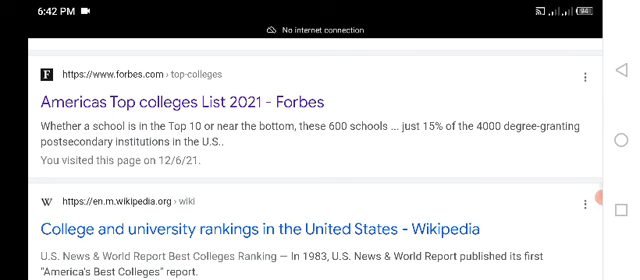 6:42 PM
94
No internet connection
F https://www.forbes.com › top-colleges
Americas Top colleges List 2021 - Forbes
Whether a school is in the Top 10 or near the bottom, these 600 schools ... just 15% of the 4000 degree-granting
postsecondary institutions in the U.S..
You visited this page on 12/6/21.
W https://en.m.wikipedia.org › wiki
College and university rankings in the United States - Wikipedia
U.S. News & World Report Best Colleges Ranking — In 1983, U.S. News & World Report published its first
"America's Best Colleges" report.